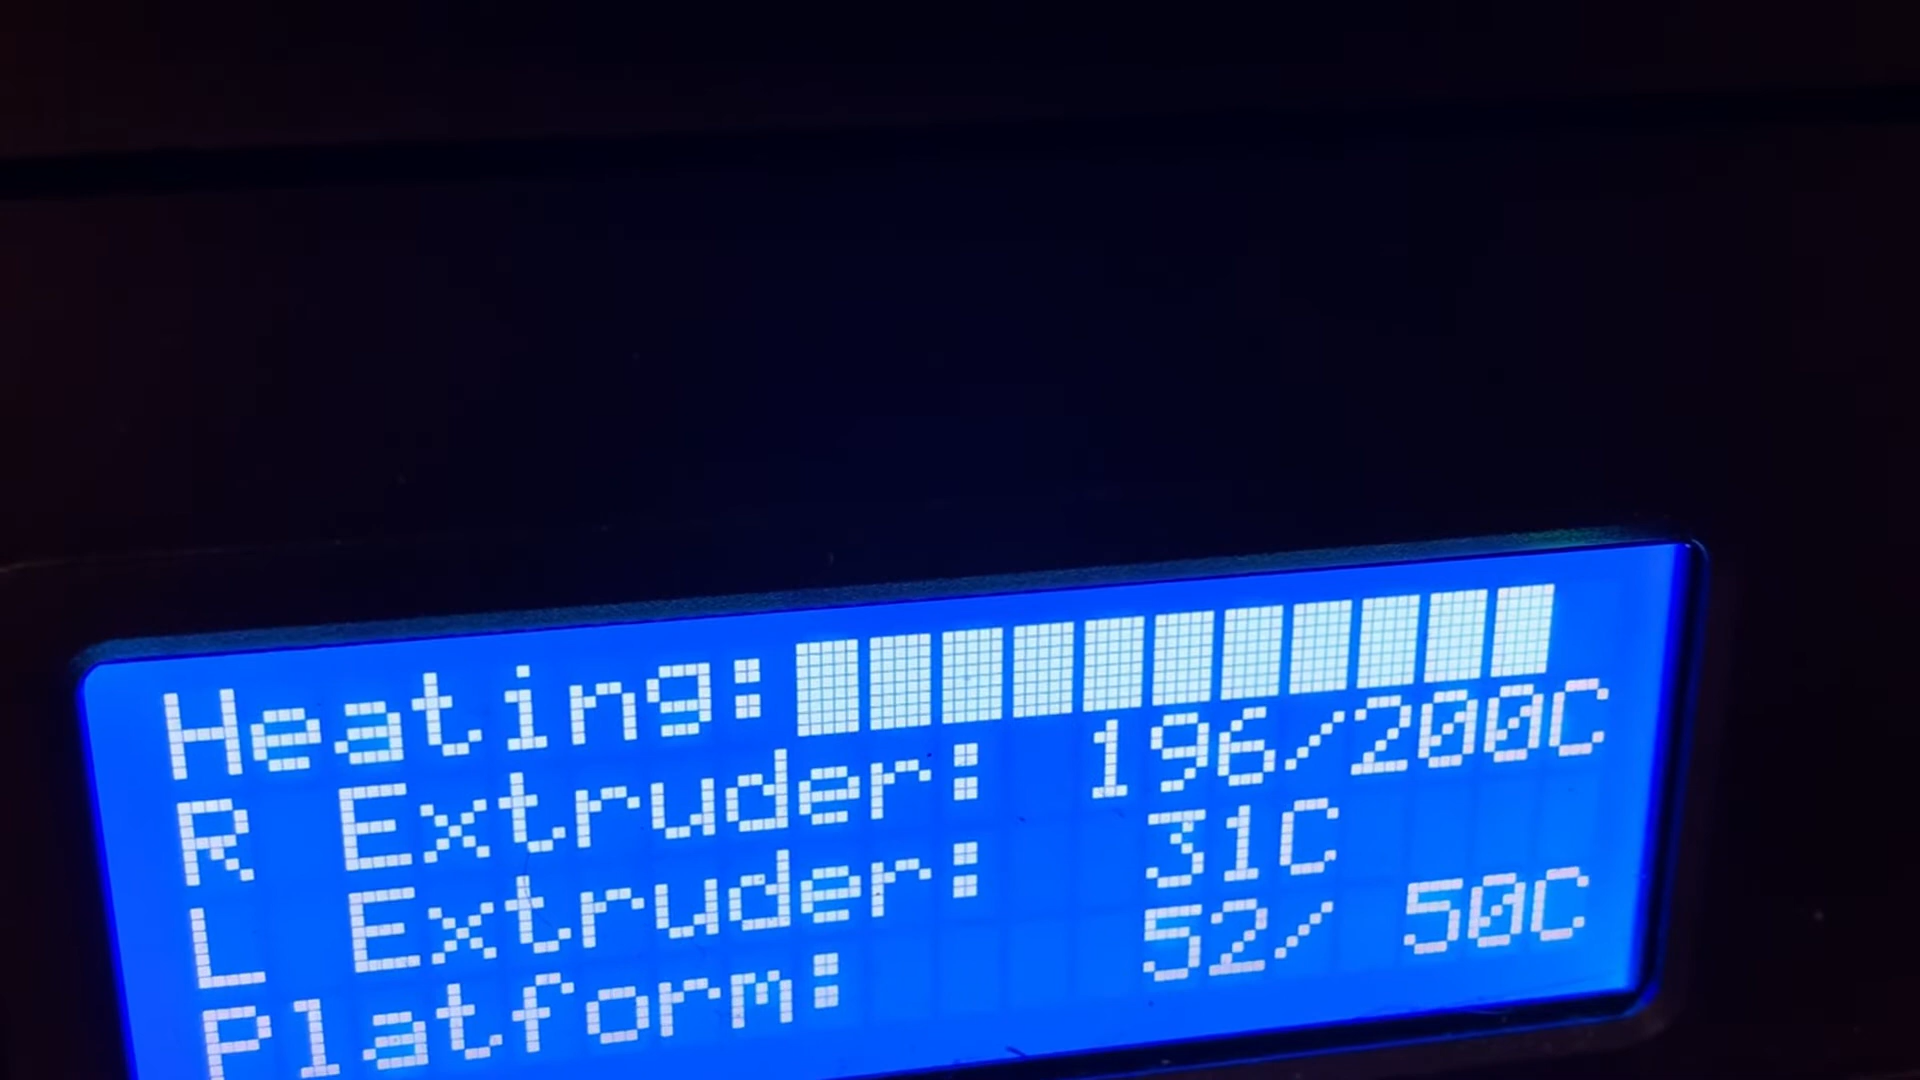 Heating:
R Extruder: 196/200C
L Extruder: 31C
Platform: 52/ 50C